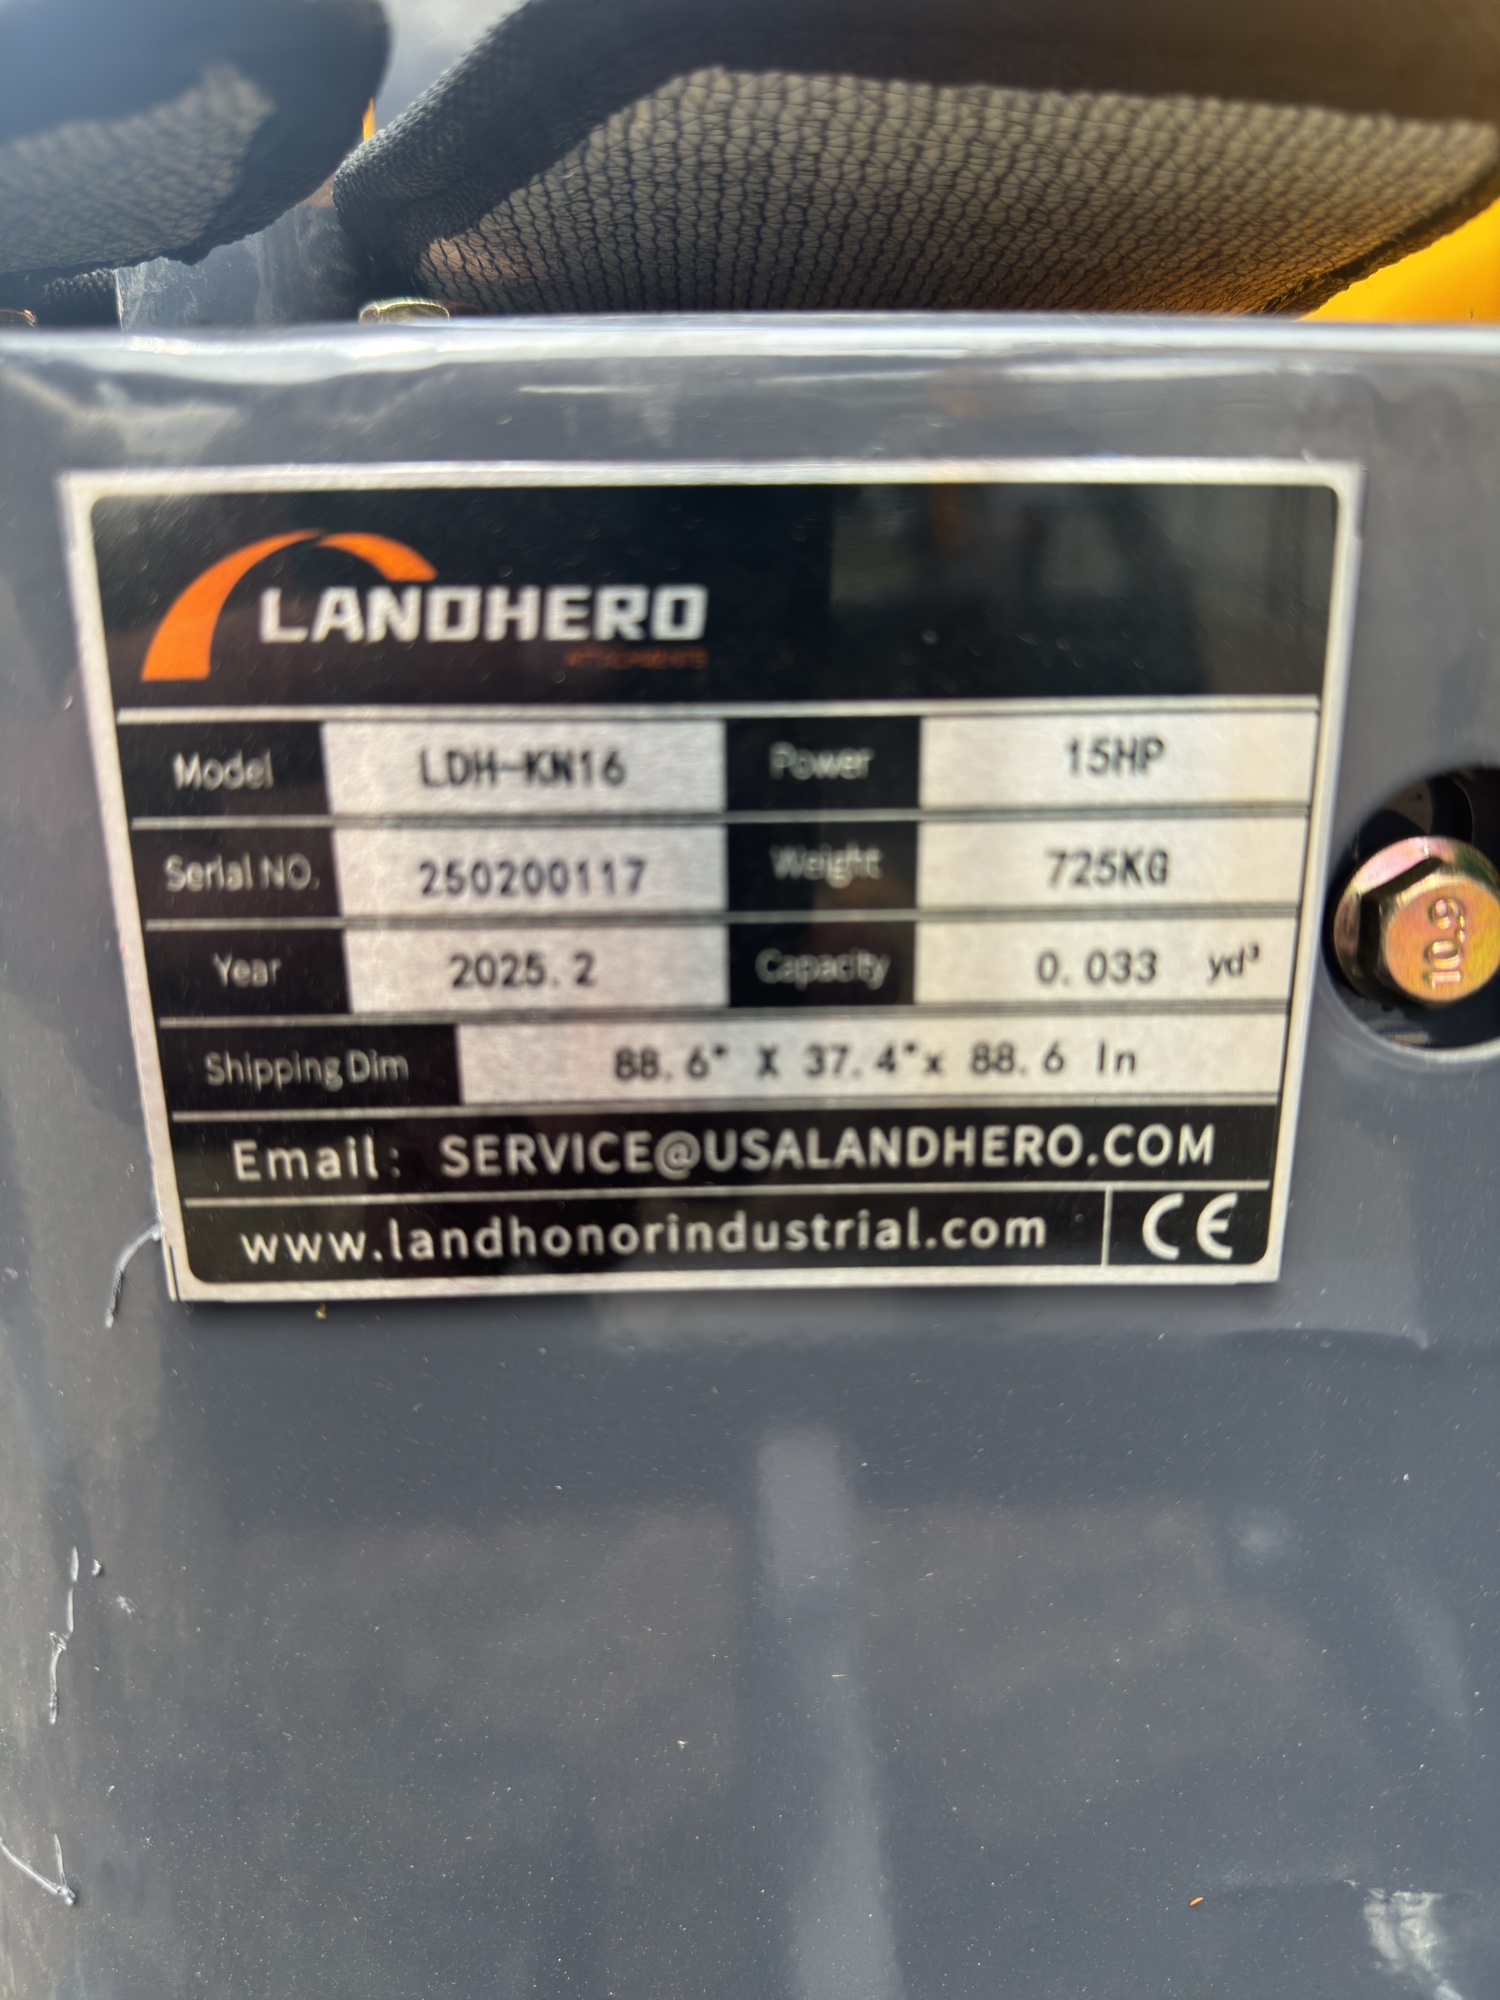 LANDHERO
ATTACHMENTS
Model LDH-KN16 Power 15HP
Serial NO. 250200117 Weight 725KG
Year 2025.2 Capacity 0.033 yd³
Shipping Dim 88.6" X 37.4"x 88.6 In
Email: SERVICE@USALANDHERO.COM
www.landhonorindustrial.com CE
10.9